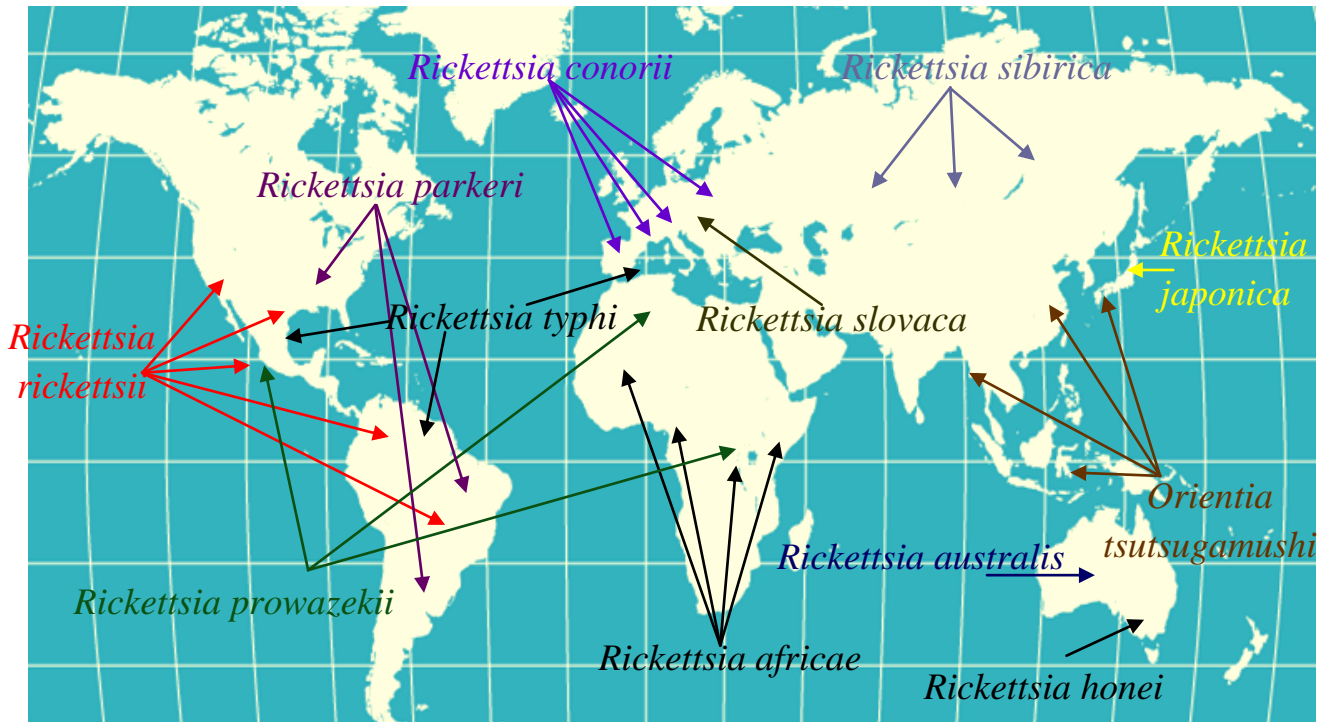 Rickettsia conorii
Rickettsia sibirica
Rickettsia parkeri
Rickettsia
japonica
Rickettsia typhi
Rickettsia slovaca
Rickettsia
rickettsii
Orientia
tsutsugamushi
Rickettsia australis
Rickettsia prowazekii
Rickettsia africae
Rickettsia honei